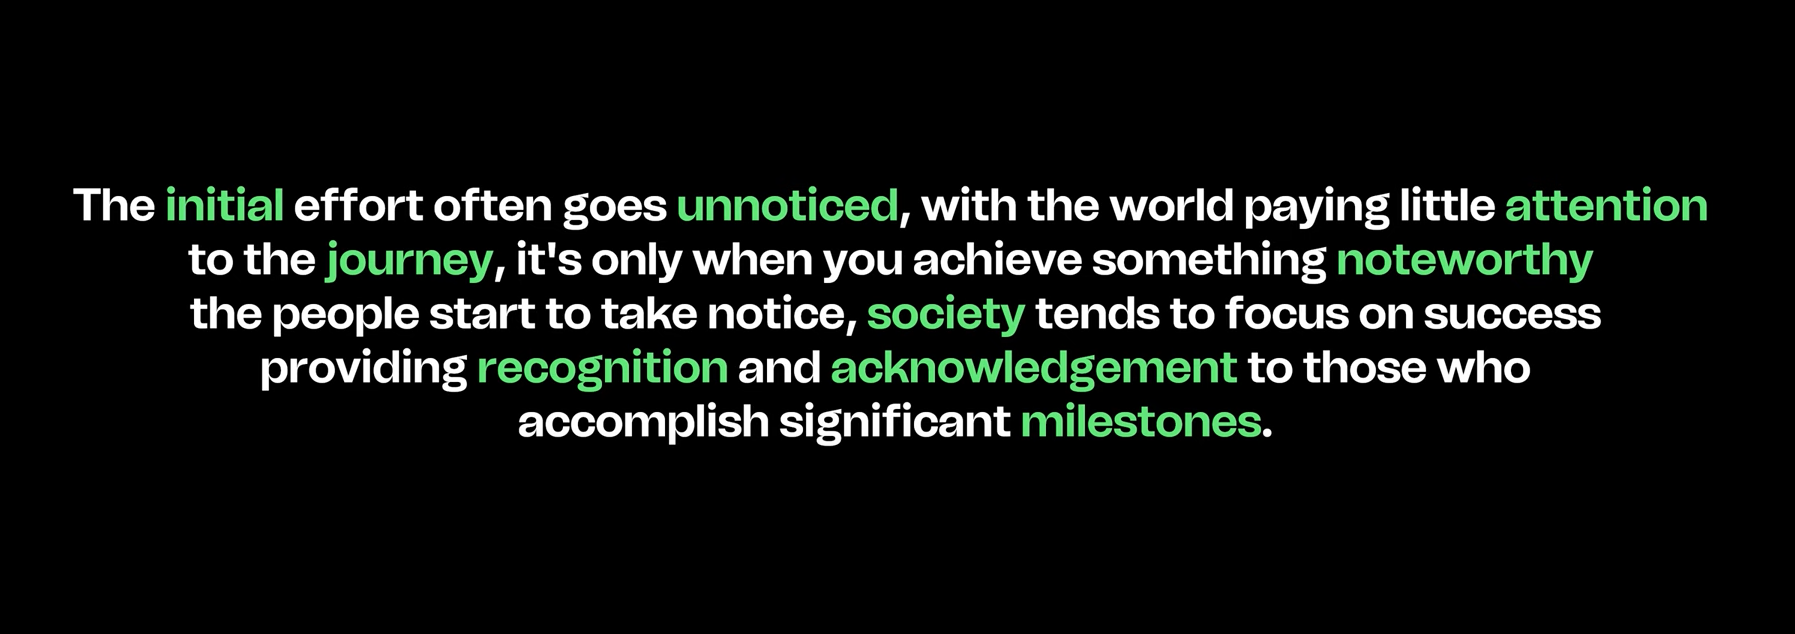 The initial effort often goes unnoticed, with the world paying little attention
to the journey, it's only when you achieve something noteworthy
the people start to take notice, society tends to focus on success
providing recognition and acknowledgement to those who
accomplish significant milestones.